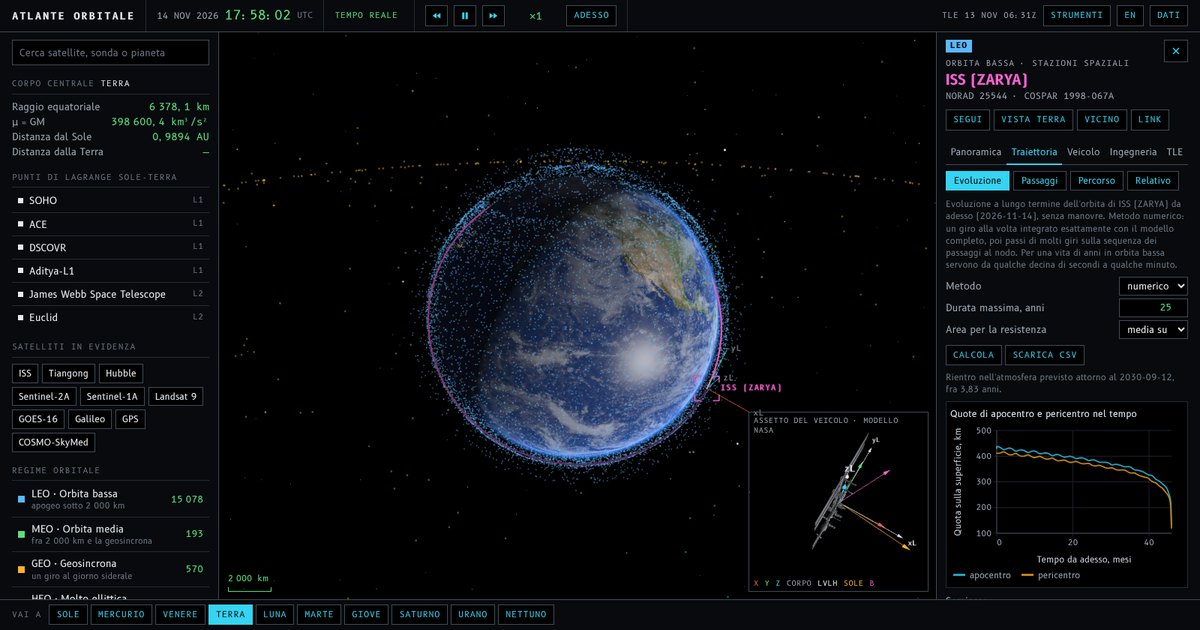 ATLANTE ORBITALE
14 NOV 2026 17:58:02 UTC
TEMPO REALE
×1
ADESSO
TLE 13 NOV 06:31Z
STRUMENTI
EN
DATI
Cerca satellite, sonda o pianeta
CORPO CENTRALE TERRA
Raggio equatoriale 6 378,1 km
μ = GM 398 600,4 km³/s²
Distanza dal Sole 0,9894 AU
Distanza dalla Terra —
PUNTI DI LAGRANGE SOLE-TERRA
SOHO L1
ACE L1
DSCOVR L1
Aditya-L1 L1
James Webb Space Telescope L2
Euclid L2
SATELLITI IN EVIDENZA
ISS Tiangong Hubble
Sentinel-2A Sentinel-1A Landsat 9
GOES-16 Galileo GPS
COSMO-SkyMed
REGIME ORBITALE
LEO · Orbita bassa 15 078
apogeo sotto 2 000 km
MEO · Orbita media 193
fra 2 000 km e la geosincrona
GEO · Geosincrona 570
un giro al giorno siderale
HEO · Molto ellittica
yL
zL
ISS [ZARYA]
xL
2 000 km
ASSETTO DEL VEICOLO · MODELLO
NASA
yL
zL
xL
X Y Z CORPO LVLH SOLE B
LEO
ORBITA BASSA · STAZIONI SPAZIALI
ISS [ZARYA]
NORAD 25544 · COSPAR 1998-067A
SEGUI VISTA TERRA VICINO LINK
Panoramica Traiettoria Veicolo Ingegneria TLE
Evoluzione Passaggi Percorso Relativo
Evoluzione a lungo termine dell'orbita di ISS [ZARYA] da
adesso [2026-11-14], senza manovre. Metodo numerico:
un giro alla volta integrato esattamente con il modello
completo, poi passi di molti giri sulla sequenza dei
passaggi al nodo. Per una vita di anni in orbita bassa
servono da qualche decina di secondi a qualche minuto.
Metodo numerico
Durata massima, anni 25
Area per la resistenza media su
CALCOLA SCARICA CSV
Rientro nell'atmosfera previsto attorno al 2030-09-12,
fra 3,83 anni.
Quote di apocentro e pericentro nel tempo
Quota sulla superficie, km
500
400
300
200
100
0 20 40
Tempo da adesso, mesi
apocentro pericentro
VAI A SOLE MERCURIO VENERE TERRA LUNA MARTE GIOVE SATURNO URANO NETTUNO